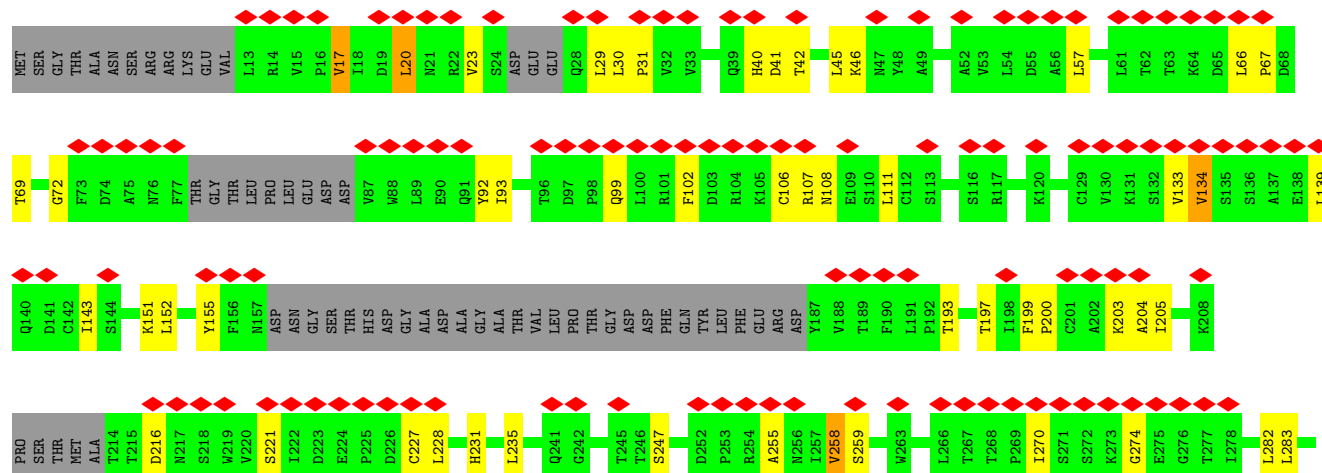 MET SER GLY THR ALA ASN SER ARG ARG LYS GLU VAL L13 R14 V15 P16 V17 I18 D19 L20 N21 R22 V23 S24 ASP GLU GLU Q28 L29 L30 P31 V32 V33 Q39 H40 D41 T42 L45 K46 N47 Y48 A49 A52 V53 L54 D55 A56 L57 L61 T62 T63 K64 D65 L66 P67 D68
T69 G72 F73 D74 A75 N76 F77 THR GLY THR LEU PRO LEU GLU ASP ASP V87 W88 L89 E90 Q91 Y92 I93 T96 D97 P98 Q99 L100 R101 F102 D103 R104 K105 C106 R107 N108 E109 S110 L111 C112 S113 S116 R117 K120 C129 V130 K131 S132 V133 V134 S135 S136 A137 E138 L139
Q140 D141 C142 I143 S144 K151 L152 Y155 F156 N157 ASP ASN GLY SER THR HIS ASP GLY ALA ASP ALA GLY ALA THR VAL LEU PRO THR GLY ASP ASP PHE GLN TYR LEU PHE GLU ARG ASP Y187 V188 T189 F190 L191 P192 T193 T197 I198 F199 P200 C201 A202 K203 A204 I205 K208
PRO SER THR MET ALA T214 T215 D216 N217 S218 W219 V220 S221 I222 D223 E224 P225 D226 C227 L228 H231 L235 Q241 G242 T245 T246 S247 D252 P253 R254 A255 N256 I257 V258 S259 W263 L266 T267 T268 P269 I270 S271 S272 K273 G274 E275 G276 T277 I278 L282 L283